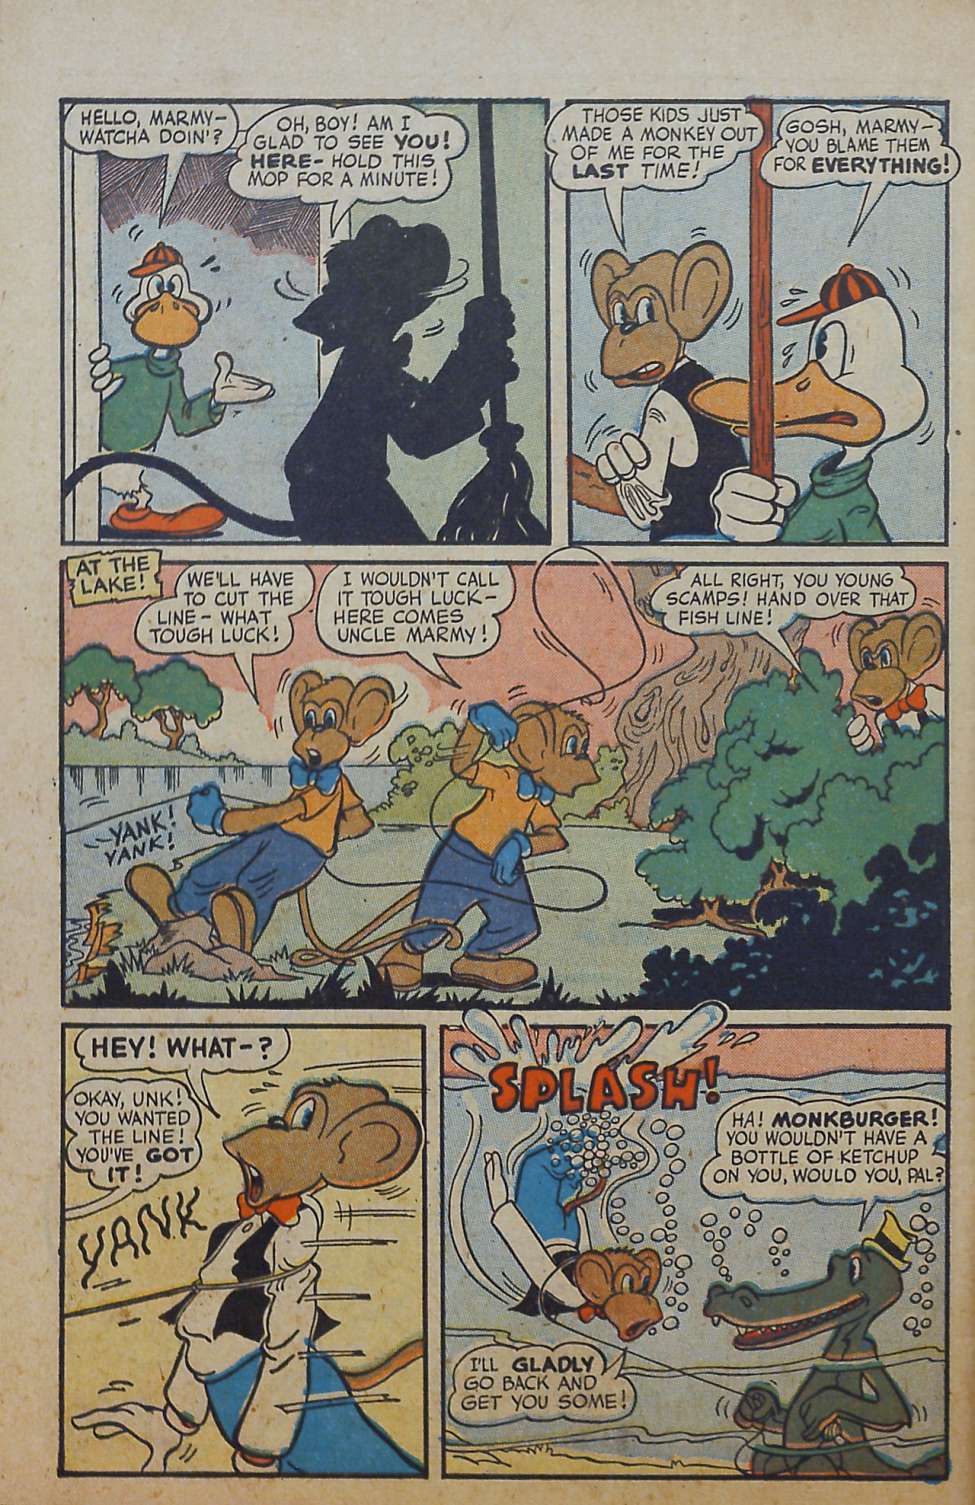 HELLO, MARMY-
WATCHA DOIN'?
OH, BOY! AM I
GLAD TO SEE YOU!
HERE- HOLD THIS
MOP FOR A MINUTE!
THOSE KIDS JUST
MADE A MONKEY OUT
OF ME FOR THE
LAST TIME!
GOSH, MARMY-
YOU BLAME THEM
FOR EVERYTHING!
AT THE
LAKE!
WE'LL HAVE
TO CUT THE
LINE- WHAT
TOUGH LUCK!
I WOULDN'T CALL
IT TOUGH LUCK-
HERE COMES
UNCLE MARMY!
ALL RIGHT, YOU YOUNG
SCAMPS! HAND OVER THAT
FISH LINE!
YANK!
YANK!
HEY! WHAT-?
OKAY, UNK!
YOU WANTED
THE LINE!
YOU'VE GOT
IT!
YANK
SPLASH!
HA! MONKBURGER!
YOU WOULDN'T HAVE A
BOTTLE OF KETCHUP
ON YOU, WOULD YOU, PAL?
I'LL GLADLY
GO BACK AND
GET YOU SOME!